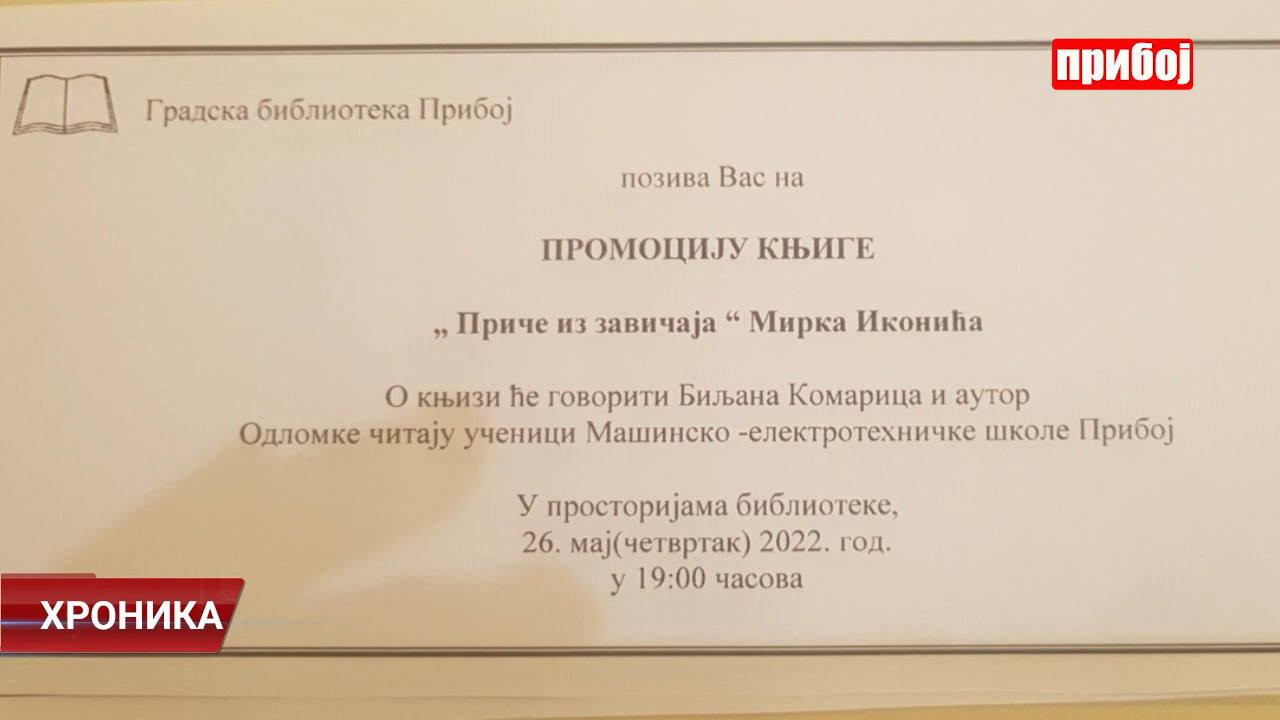 прибој
Градска библиотека Прибој
позива Вас на
ПРОМОЦИЈУ КЊИГЕ
„ Приче из завичаја “ Мирка Иконића
О књизи ће говорити Биљана Комарица и аутор
Одломке читају ученици Машинско -електротехничке школе Прибој
У просторијама библиотеке,
26. мај(четвртак) 2022. год.
у 19:00 часова
ХРОНИКА